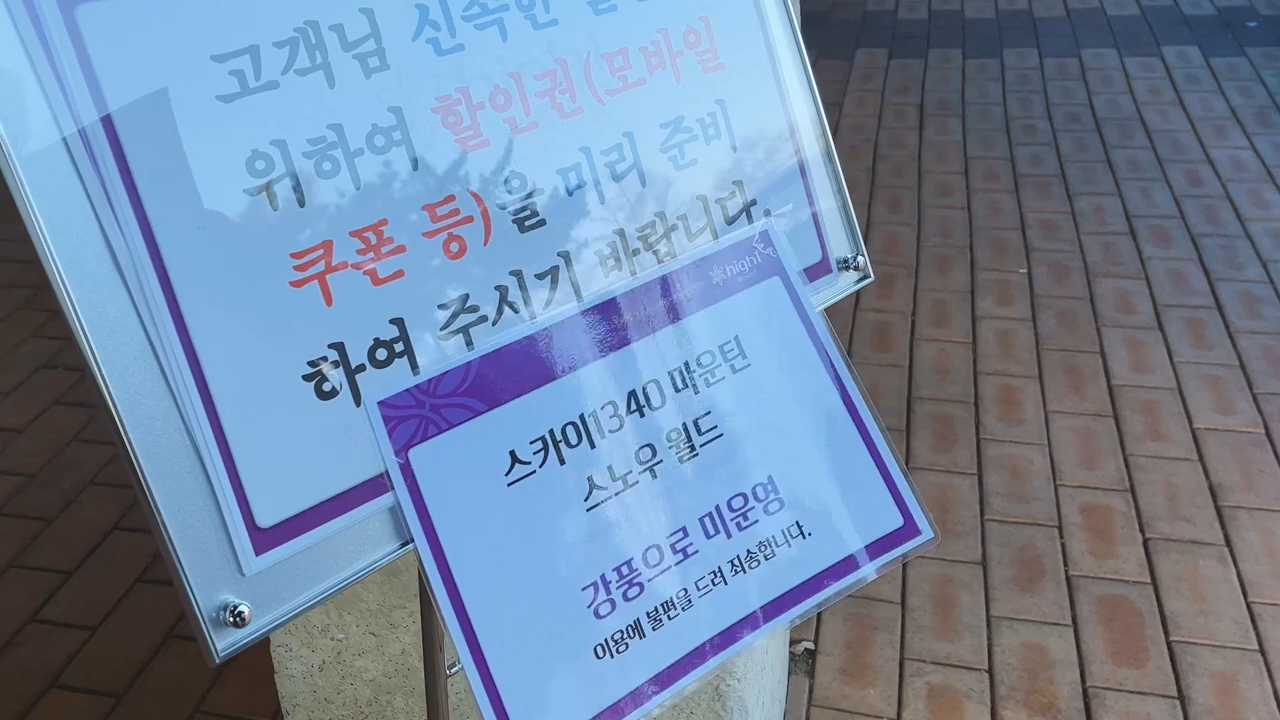 고객님 신속한
위하여 할인권(모바일
쿠폰 등)을 미리 준비
하여 주시기 바랍니다.
high1
스카이1340 마운틴
스노우 월드
강풍으로 미운영
이용에 불편을 드려 죄송합니다.